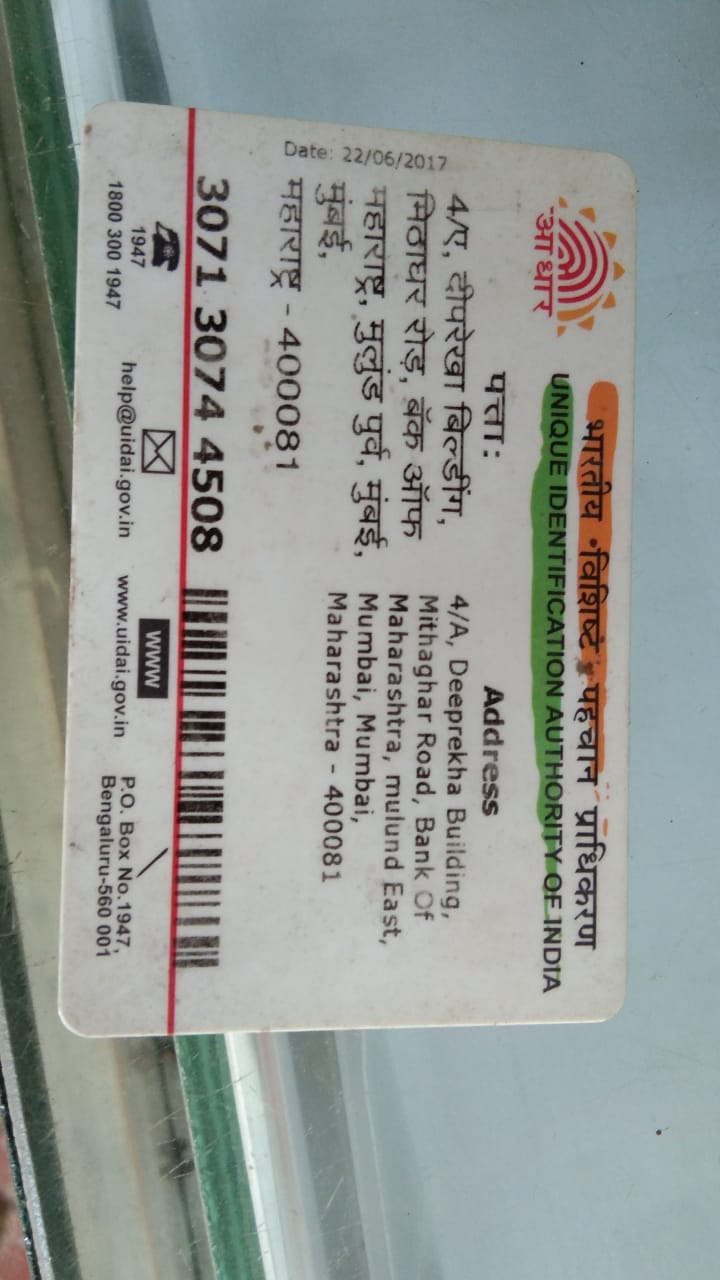 आधार
भारतीय विशिष्ट पहचान प्राधिकरण
UNIQUE IDENTIFICATION AUTHORITY OF INDIA
पत्ता:
4/ए, दीपरेखा बिल्डींग,
मिठाघर रोड़, बॅक ऑफ
महाराष्ट्र, मुलुंड पुर्व, मुंबई,
मुंबई,
महाराष्ट्र - 400081
Address
4/A, Deeprekha Building,
Mithaghar Road, Bank Of
Maharashtra, mulund East,
Mumbai, Mumbai,
Maharashtra - 400081
Date: 22/06/2017
3071 3074 4508
1947
1800 300 1947
help@uidai.gov.in
WWW
www.uidai.gov.in
P.O. Box No.1947,
Bengaluru-560 001